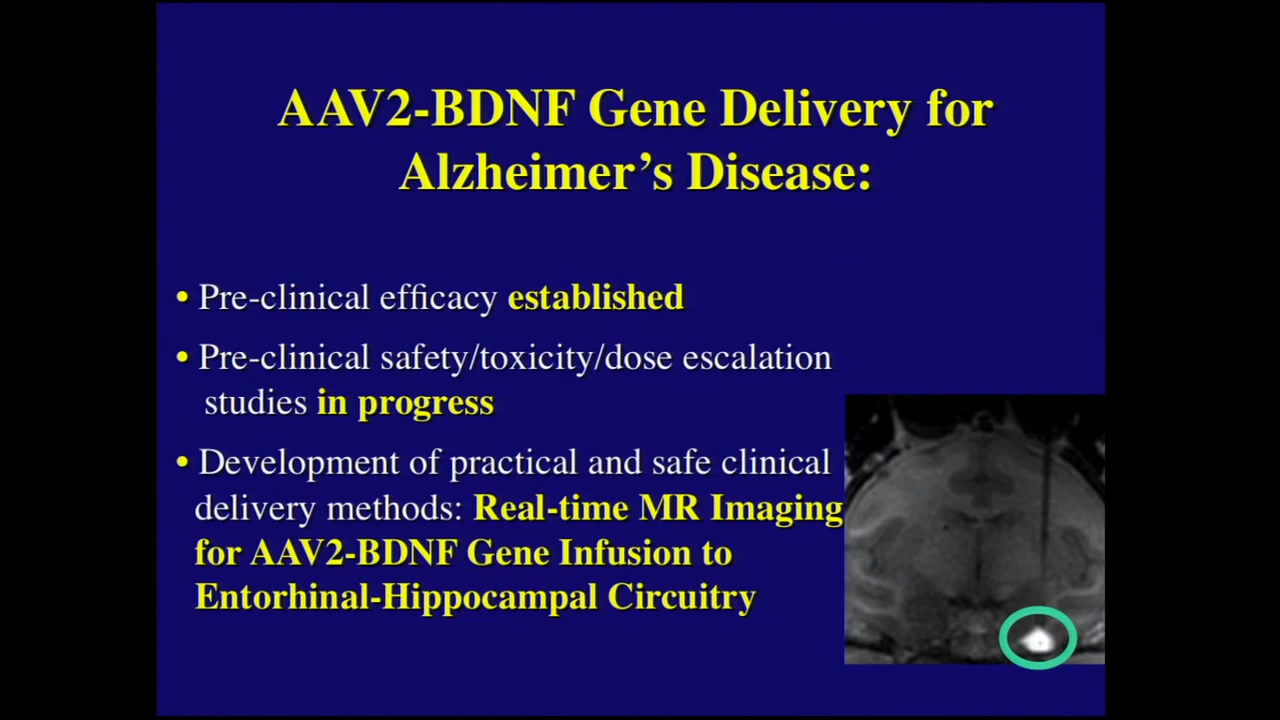 AAV2-BDNF Gene Delivery for
Alzheimer’s Disease:
• Pre-clinical efficacy established
• Pre-clinical safety/toxicity/dose escalation
studies in progress
• Development of practical and safe clinical
delivery methods: Real-time MR Imaging
for AAV2-BDNF Gene Infusion to
Entorhinal-Hippocampal Circuitry